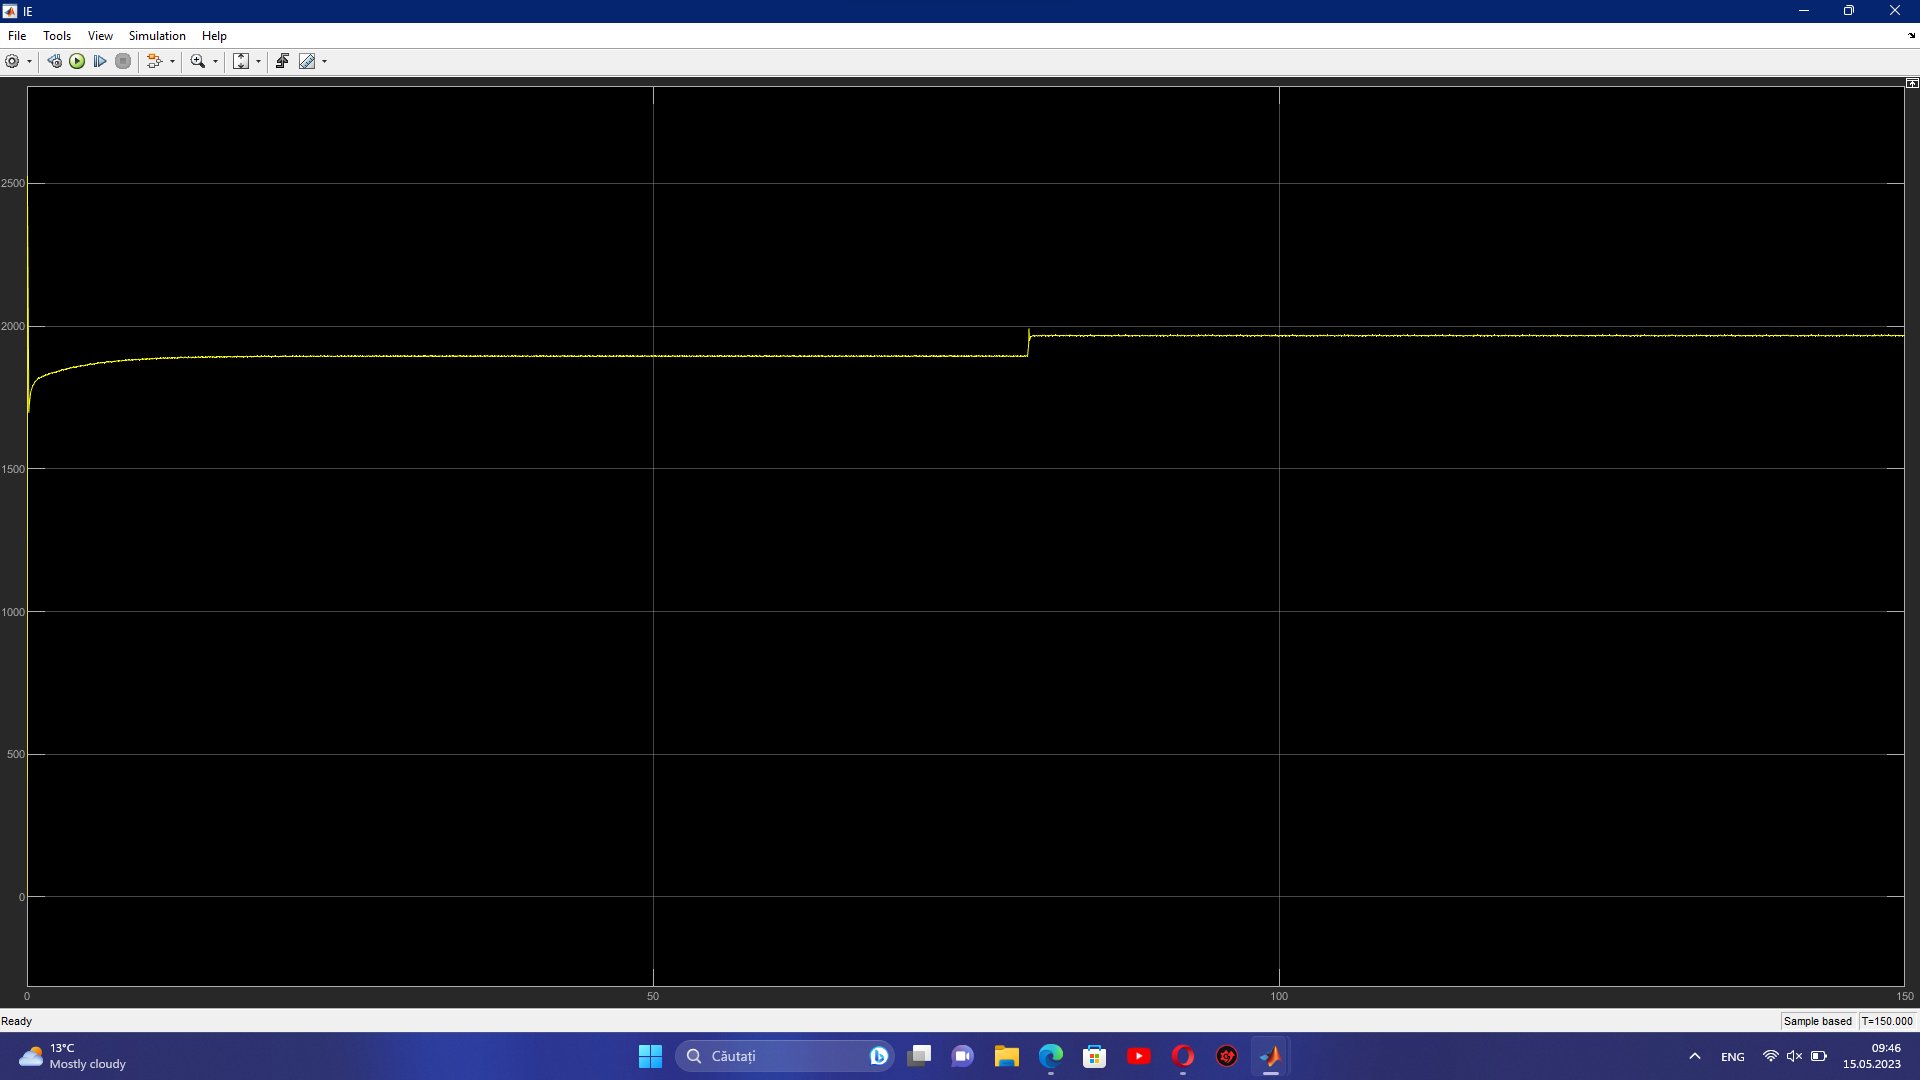 IE
File Tools View Simulation Help
2500
2000
1500
1000
500
0
0 50 100 150
Ready Sample based T=150.000
13°C
Mostly cloudy
Căutați
ENG
09:46
15.05.2023